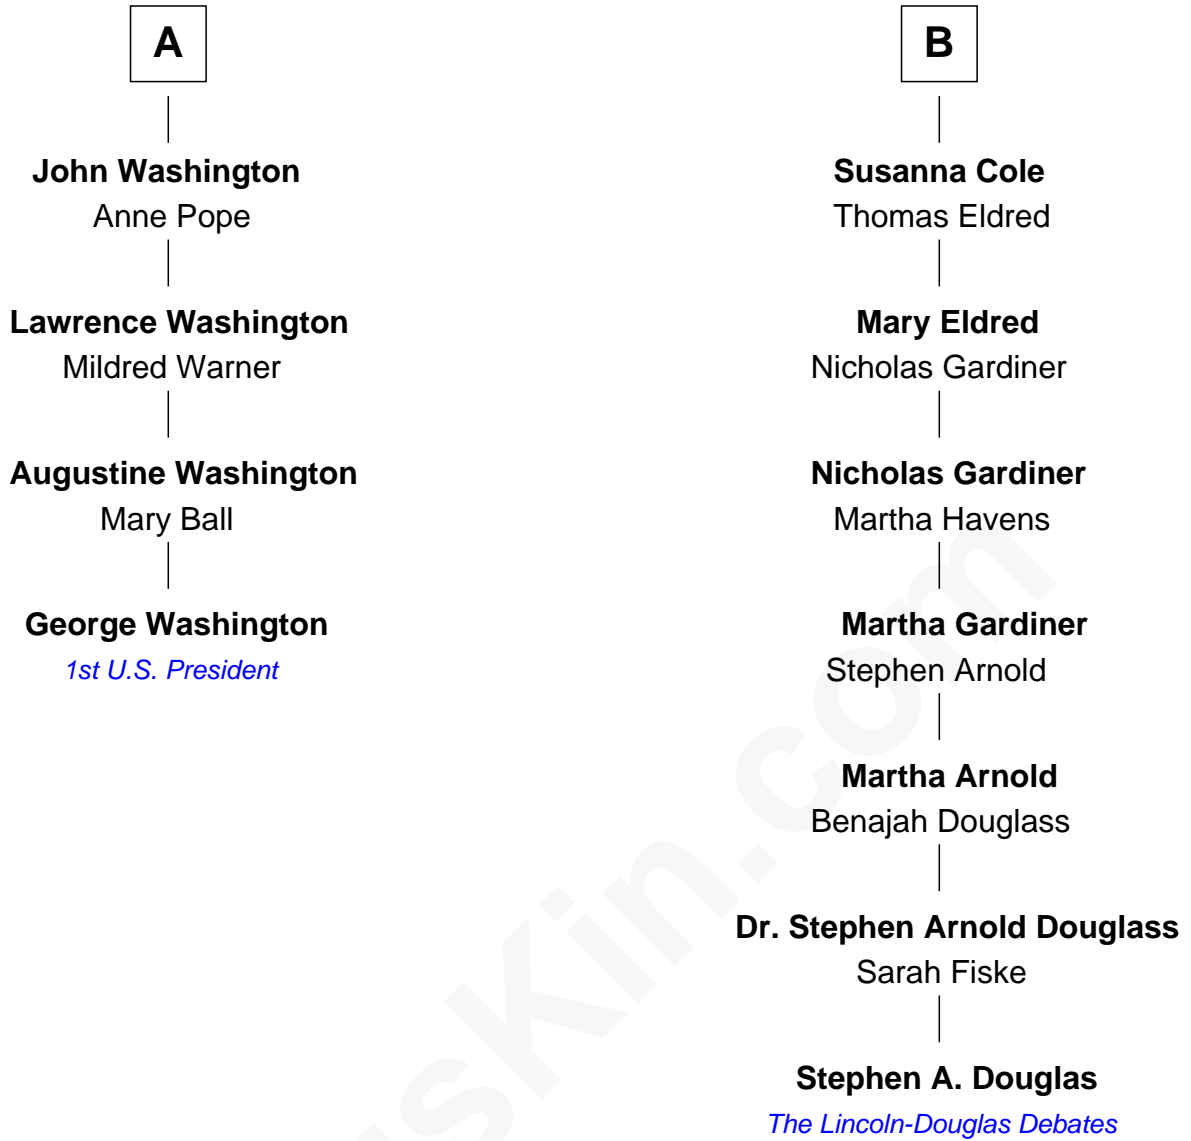 A
John Washington
Anne Pope
Lawrence Washington
Mildred Warner
Augustine Washington
Mary Ball
George Washington
1st U.S. President
B
Susanna Cole
Thomas Eldred
Mary Eldred
Nicholas Gardiner
Nicholas Gardiner
Martha Havens
Martha Gardiner
Stephen Arnold
Martha Arnold
Benajah Douglass
Dr. Stephen Arnold Douglass
Sarah Fiske
Stephen A. Douglas
The Lincoln-Douglas Debates